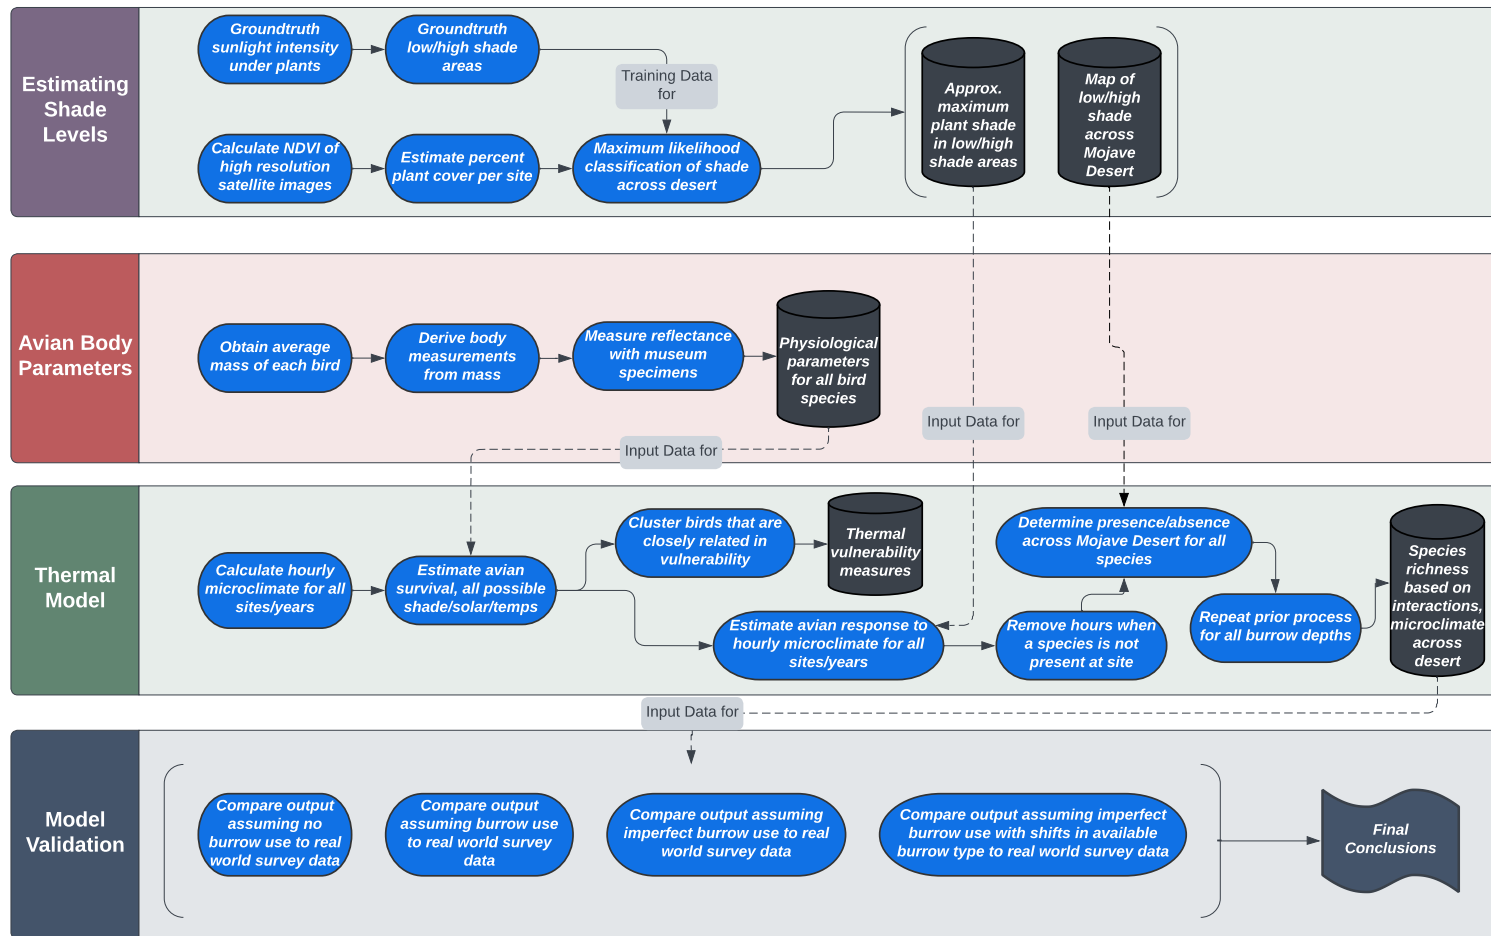 Estimating
Shade
Levels
Groundtruth
sunlight intensity
under plants
Groundtruth
low/high shade
areas
Training Data
for
Calculate NDVI of
high resolution
satellite images
Estimate percent
plant cover per site
Maximum likelihood
classification of shade
across desert
Approx.
maximum
plant shade
in low/high
shade areas
Map of
low/high
shade
across
Mojave
Desert
Avian Body
Parameters
Obtain average
mass of each bird
Derive body
measurements
from mass
Measure reflectance
with museum
specimens
Physiological
parameters
for all bird
species
Input Data for
Input Data for
Input Data for
Thermal
Model
Calculate hourly
microclimate for all
sites/years
Estimate avian
survival, all possible
shade/solar/temps
Cluster birds that are
closely related in
vulnerability
Thermal
vulnerability
measures
Estimate avian response to
hourly microclimate for all
sites/years
Remove hours when
a species is not
present at site
Determine presence/absence
across Mojave Desert for all
species
Repeat prior process
for all burrow depths
Species
richness
based on
interactions,
microclimate
across
desert
Input Data for
Model
Validation
Compare output
assuming no
burrow use to real
world survey data
Compare output
assuming burrow use
to real world survey
data
Compare output assuming
imperfect burrow use to real
world survey data
Compare output assuming imperfect
burrow use with shifts in available
burrow type to real world survey data
Final
Conclusions